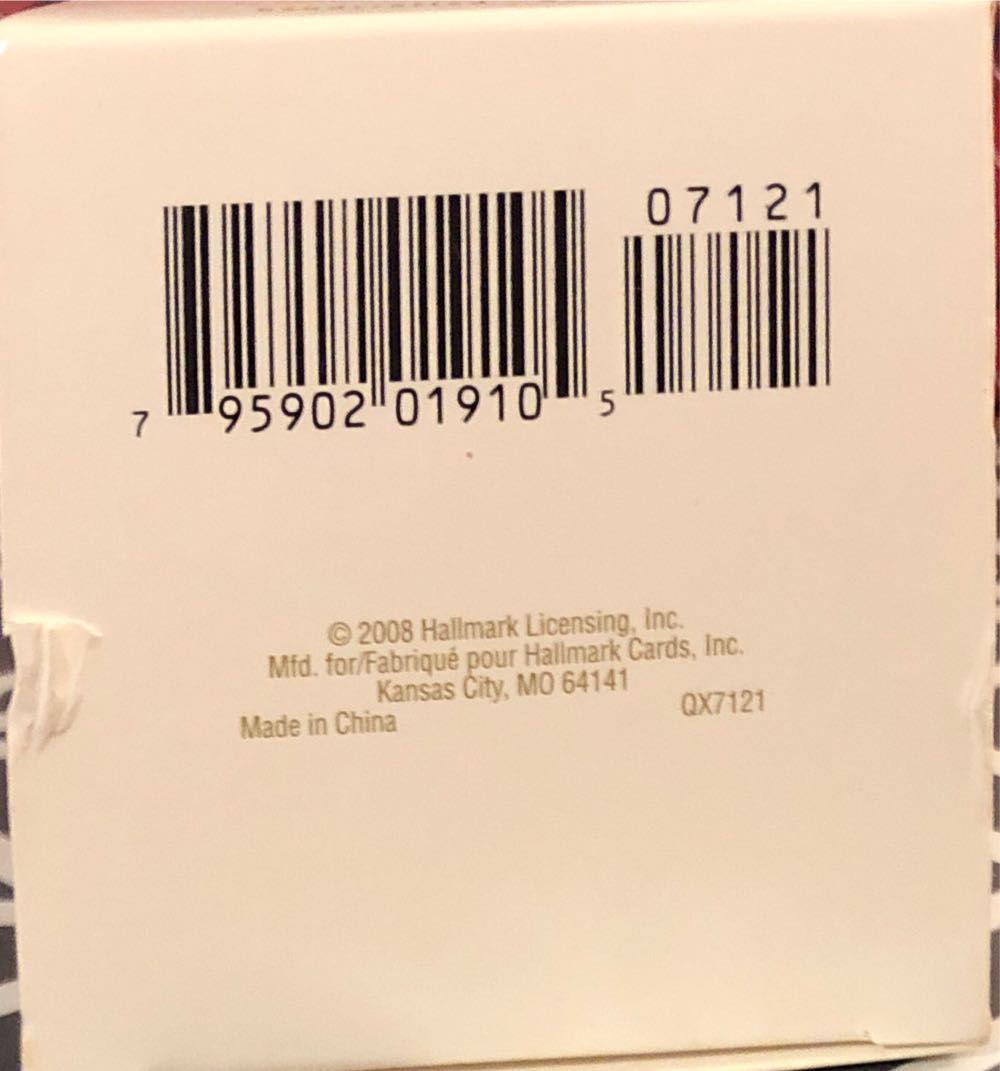 07121
7 95902 01910 5
© 2008 Hallmark Licensing, Inc.
Mfd. for/Fabriqué pour Hallmark Cards, Inc.
Kansas City, MO 64141
Made in China QX7121